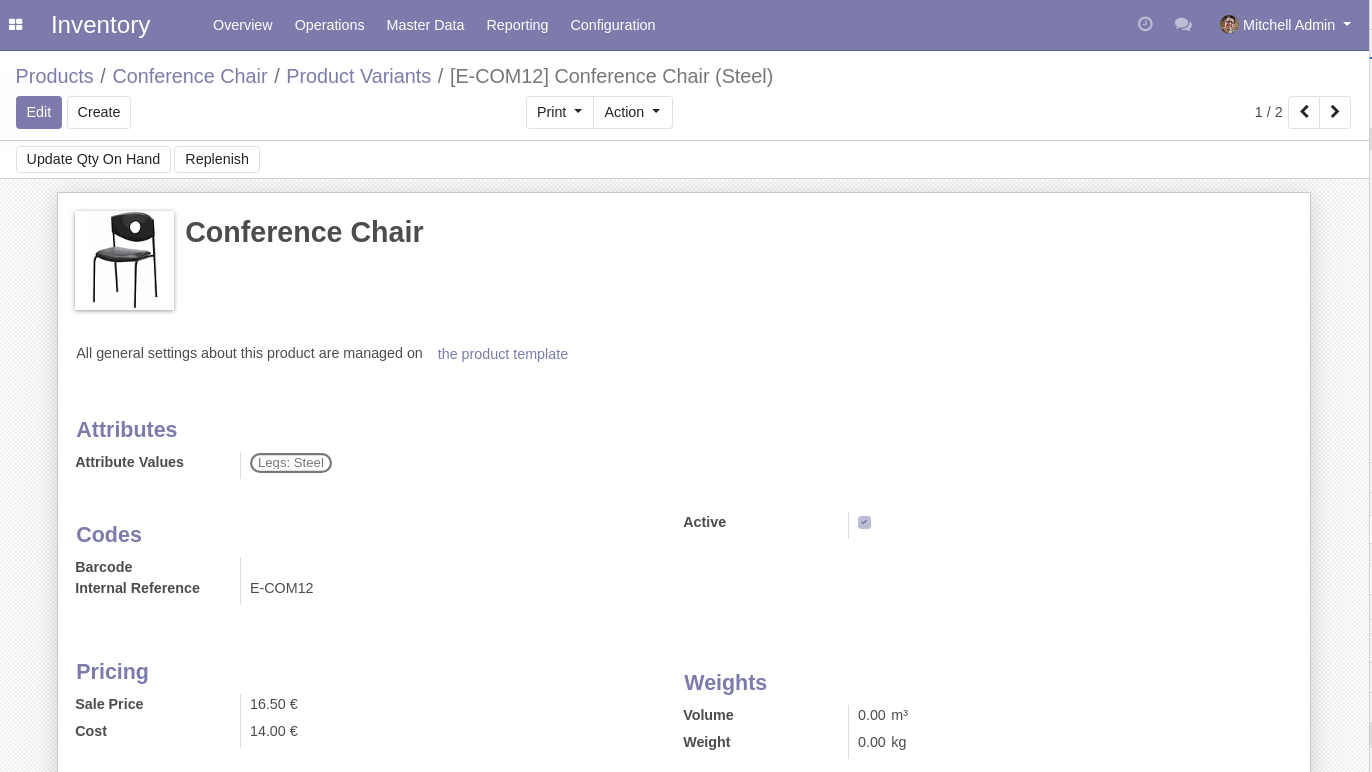 Inventory Overview Operations Master Data Reporting Configuration Mitchell Admin
Products / Conference Chair / Product Variants / [E-COM12] Conference Chair (Steel)
Edit Create Print Action 1 / 2
Update Qty On Hand Replenish
Conference Chair
All general settings about this product are managed on the product template
Attributes
Attribute Values Legs: Steel
Active
Codes
Barcode
Internal Reference E-COM12
Pricing
Sale Price 16.50 €
Cost 14.00 €
Weights
Volume 0.00 m³
Weight 0.00 kg